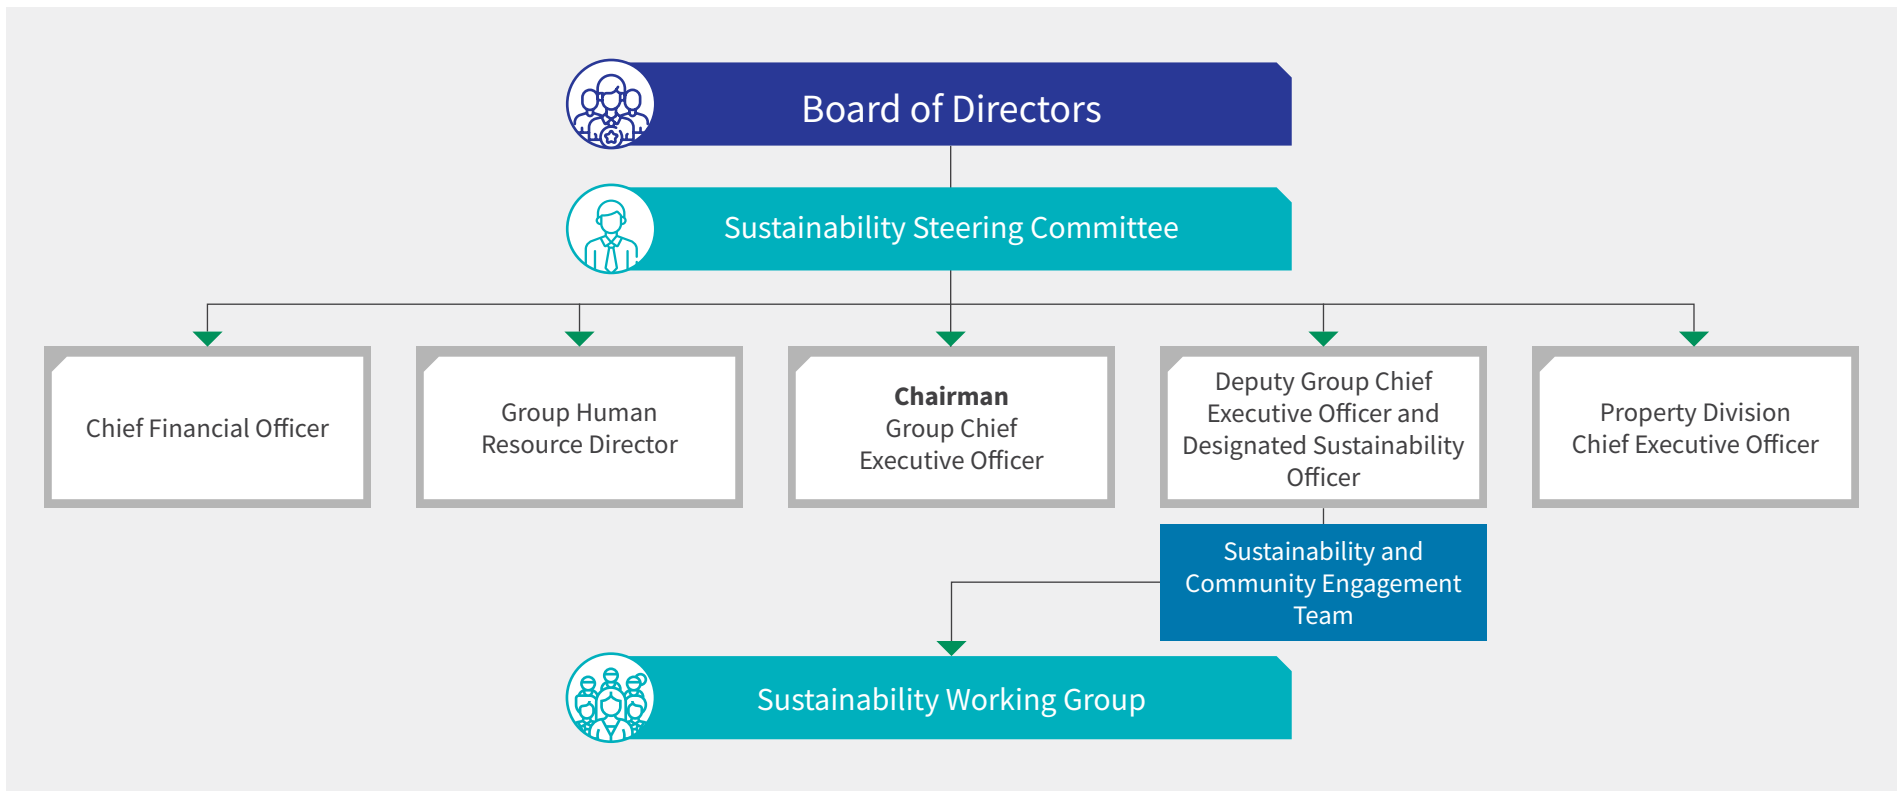 Board of Directors
Sustainability Steering Committee
Chief Financial Officer
Group Human
Resource Director
Chairman
Group Chief
Executive Officer
Deputy Group Chief
Executive Officer and
Designated Sustainability
Officer
Property Division
Chief Executive Officer
Sustainability and
Community Engagement
Team
Sustainability Working Group